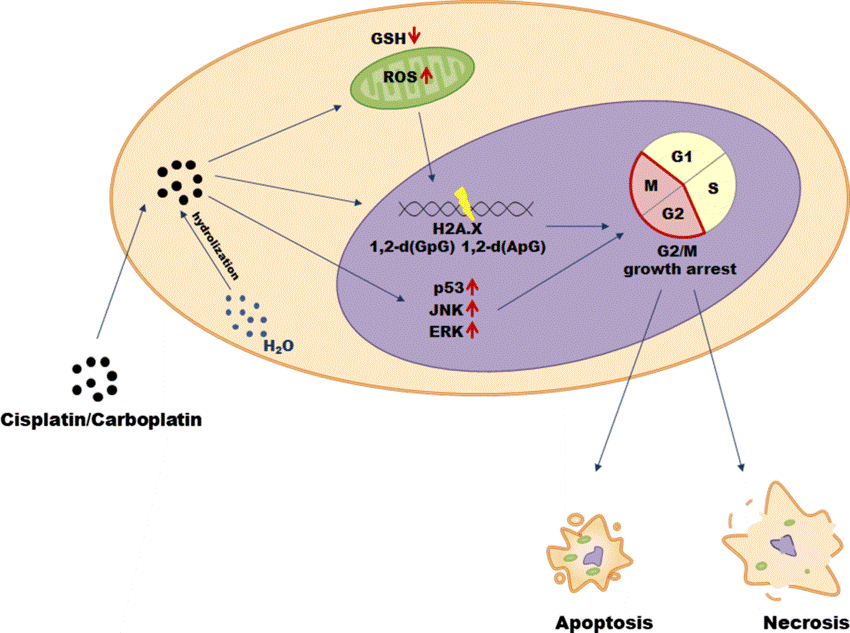 GSH
ROS
G1
M
S
G2
H2A.X
1,2-d(GpG) 1,2-d(ApG)
G2/M
growth arrest
hydrolization
p53
JNK
ERK
H₂O
Cisplatin/Carboplatin
Apoptosis
Necrosis